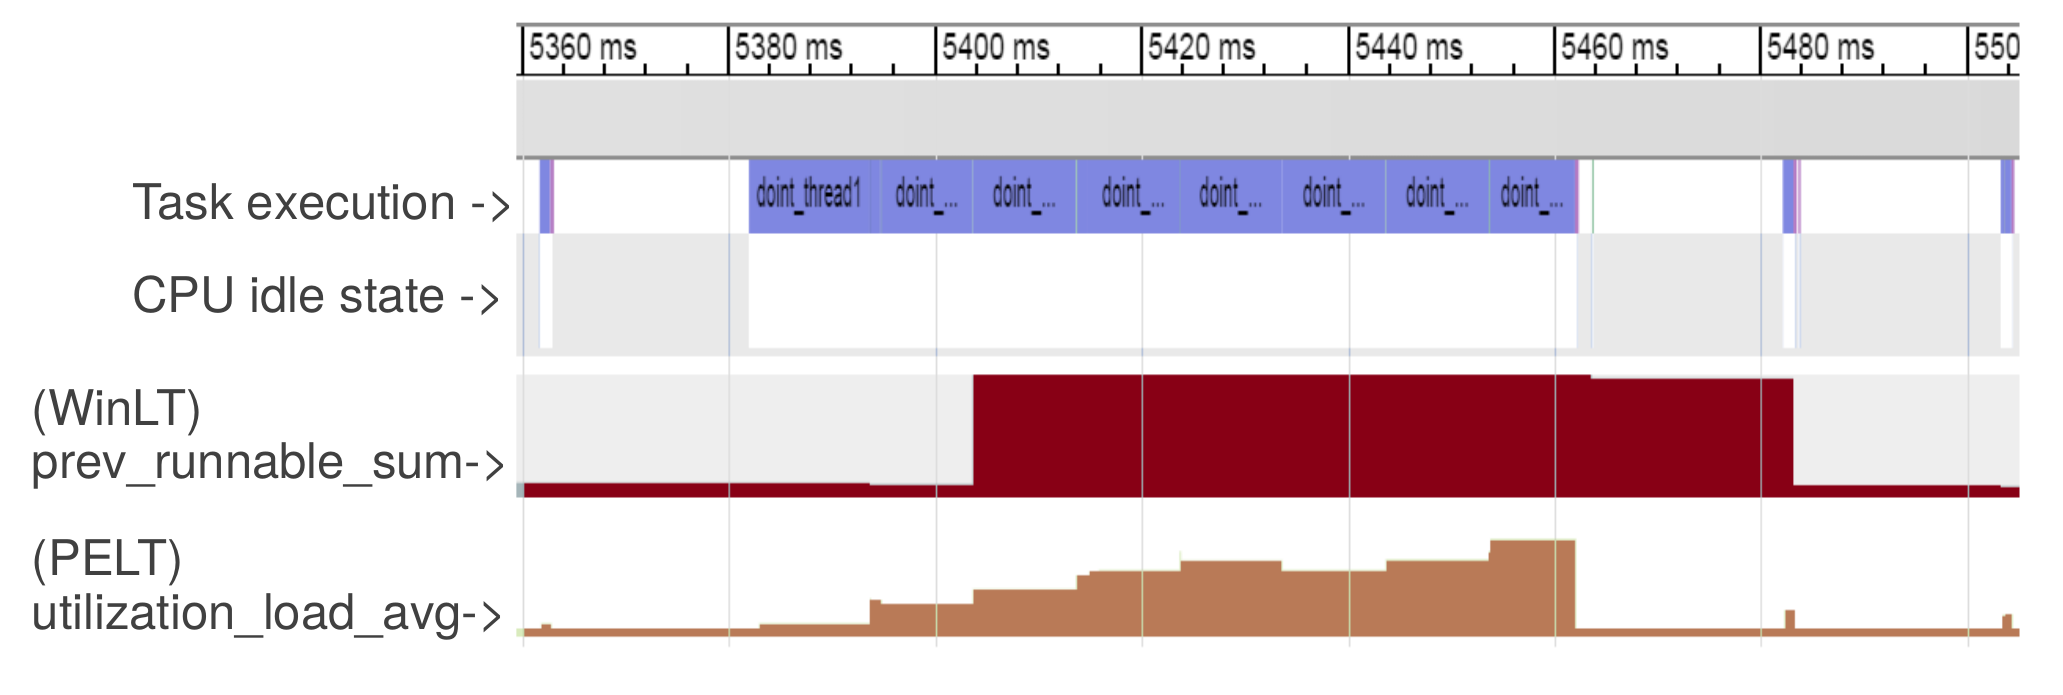 5360 ms 5380 ms 5400 ms 5420 ms 5440 ms 5460 ms 5480 ms 550
Task execution -> doint_thread1 doint_... doint_... doint_... doint_... doint_... doint_... doint_...
CPU idle state ->
(WinLT)
prev_runnable_sum->
(PELT)
utilization_load_avg->